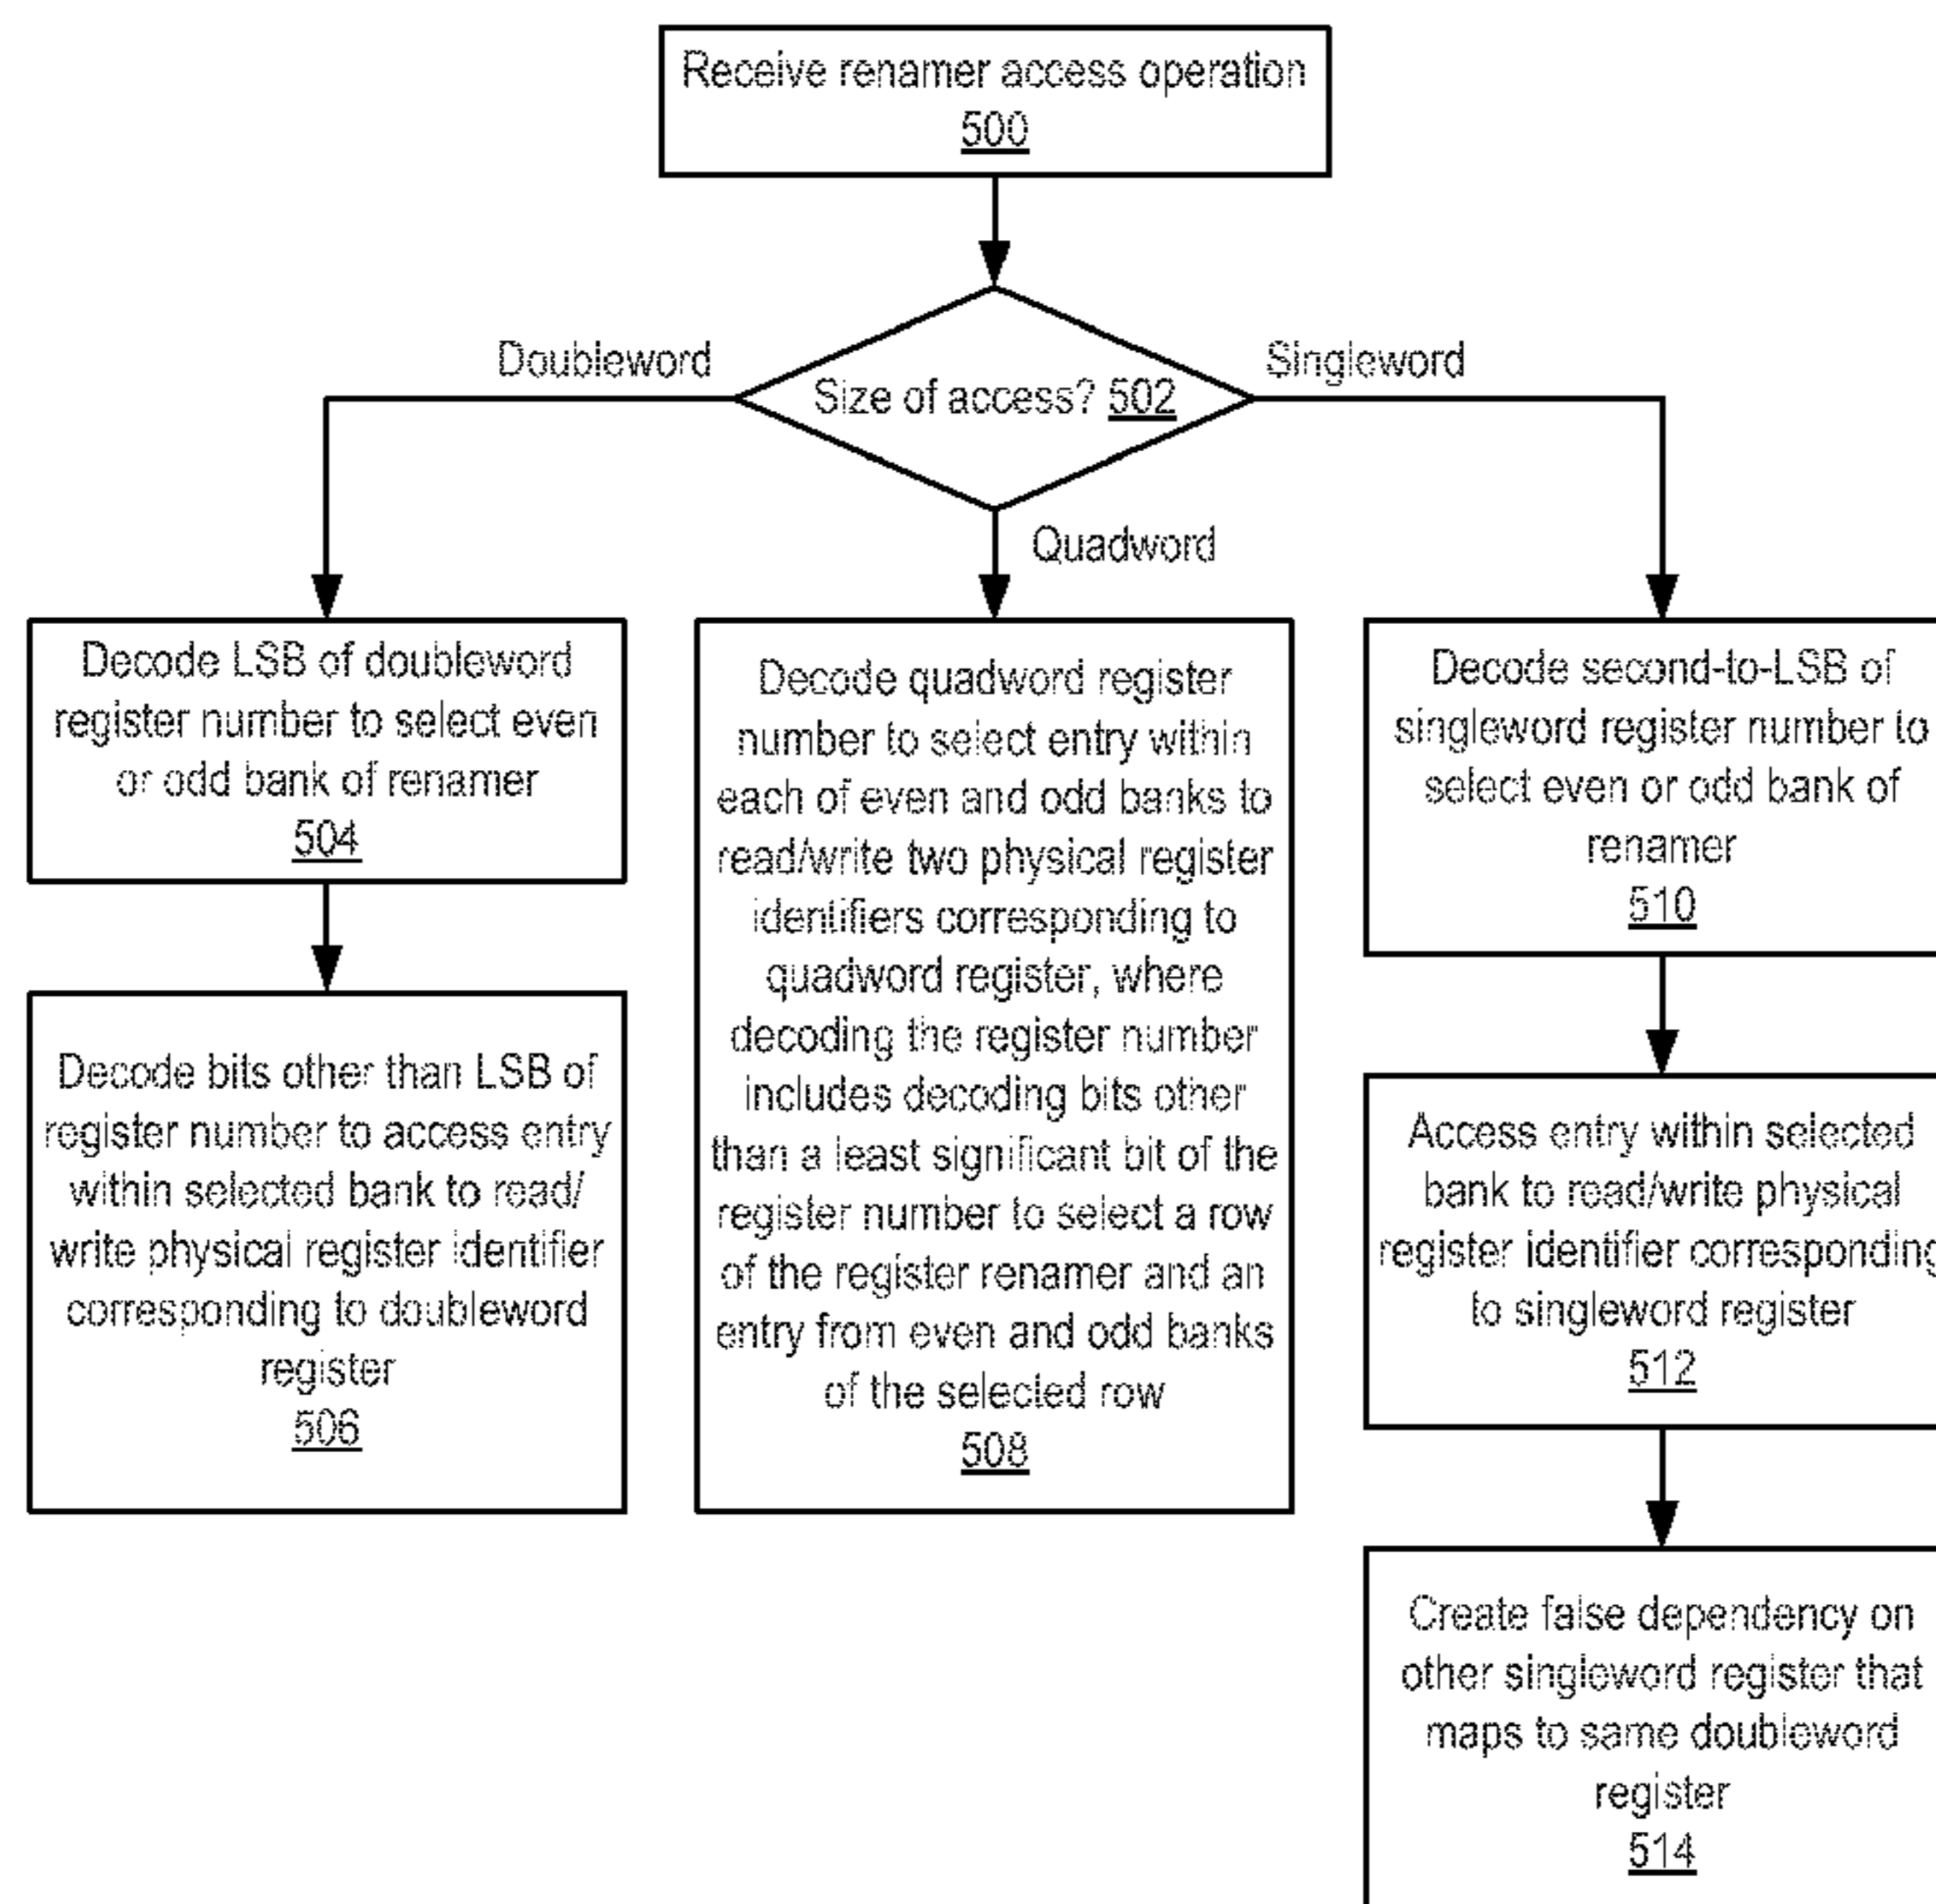 Receive renamer access operation
500
Doubleword
Size of access? 502
Singleword
Quadword
Decode LSB of doubleword
register number to select even
or odd bank of renamer
504
Decode bits other than LSB of
register number to access entry
within selected bank to read/
write physical register identifier
corresponding to doubleword
register
506
Decode quadword register
number to select entry within
each of even and odd banks to
read/write two physical register
identifiers corresponding to
quadword register, where
decoding the register number
includes decoding bits other
than a least significant bit of the
register number to select a row
of the register renamer and an
entry from even and odd banks
of the selected row
508
Decode second-to-LSB of
singleword register number to
select even or odd bank of
renamer
510
Access entry within selected
bank to read/write physical
register identifier corresponding
to singleword register
512
Create false dependency on
other singleword register that
maps to same doubleword
register
514